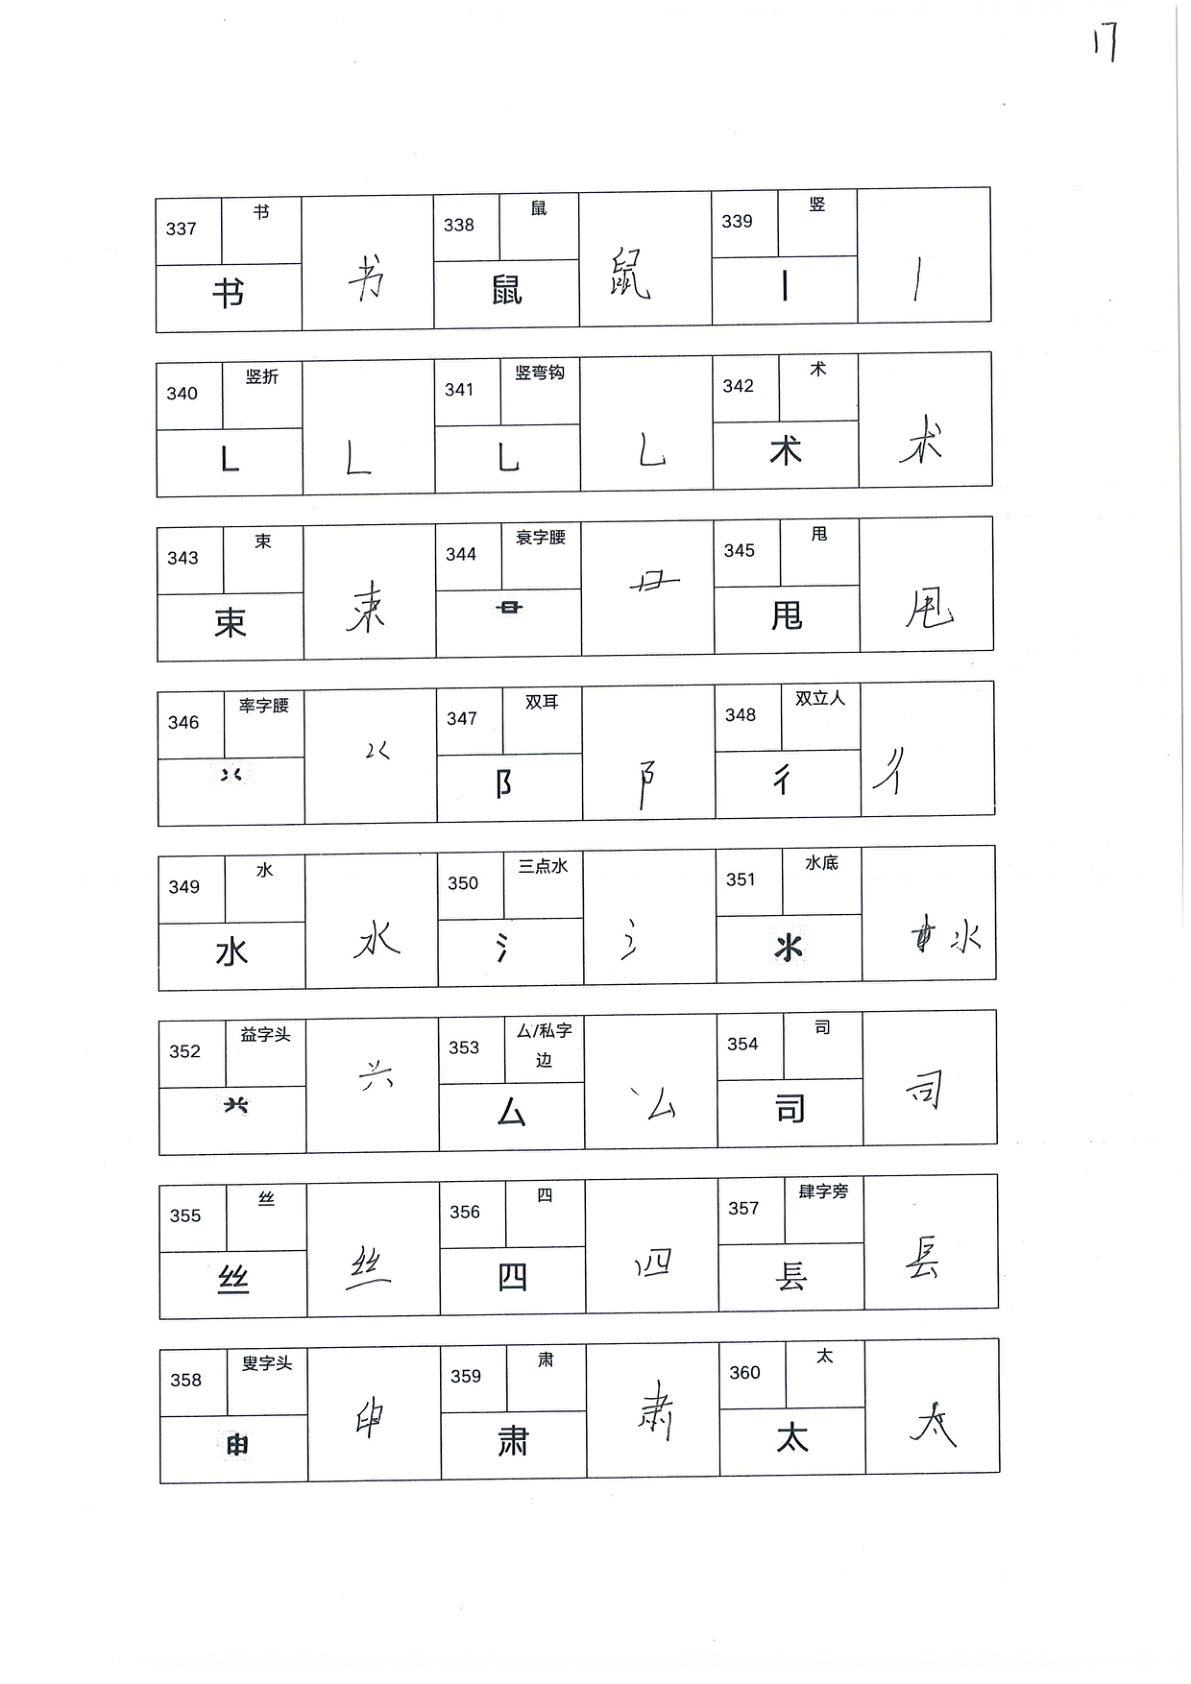 17
337 书 书 书 338 鼠 鼠 鼠 339 竖 丨 丨
340 竖折 ㇗ ㇗ 341 竖弯钩 乚 乚 342 术 术 术
343 束 束 束 344 衰字腰 345 甩 甩 甩
346 率字腰 347 双耳 阝 阝 348 双立人 彳 彳
349 水 水 水 350 三点水 氵 氵 351 水底 氺 氺
352 益字头 353 厶/私字边 厶 厶 354 司 司 司
355 丝 丝 丝 356 四 四 四 357 肆字旁 镸 镸
358 叟字头 359 肃 肃 肃 360 太 太 太